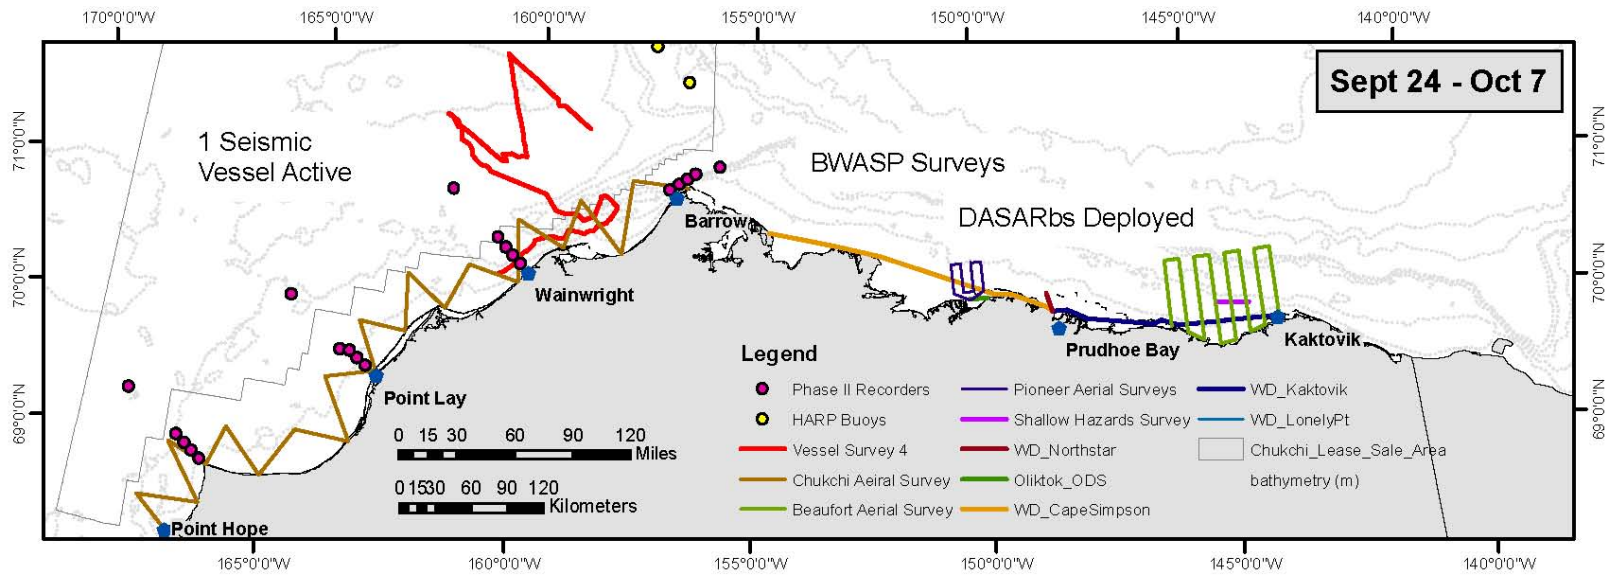 170°0'0"W 165°0'0"W 160°0'0"W 155°0'0"W 150°0'0"W 145°0'0"W 140°0'0"W
Sept 24 - Oct 7
71°0'0"N
71°0'0"N
1 Seismic
Vessel Active
BWASP Surveys
DASARbs Deployed
Barrow
70°0'0"N
70°0'0"N
Wainwright
Prudhoe Bay
Kaktovik
Point Lay
69°0'0"N
69°0'0"N
Point Hope
Legend
Phase II Recorders
HARP Buoys
Vessel Survey 4
Chukchi Aeiral Survey
Beaufort Aerial Survey
Pioneer Aerial Surveys
Shallow Hazards Survey
WD_Northstar
Oliktok_ODS
WD_CapeSimpson
WD_Kaktovik
WD_LonelyPt
Chukchi_Lease_Sale_Area
bathymetry (m)
0 15 30 60 90 120
Miles
0 15 30 60 90 120
Kilometers
165°0'0"W 160°0'0"W 155°0'0"W 150°0'0"W 145°0'0"W 140°0'0"W